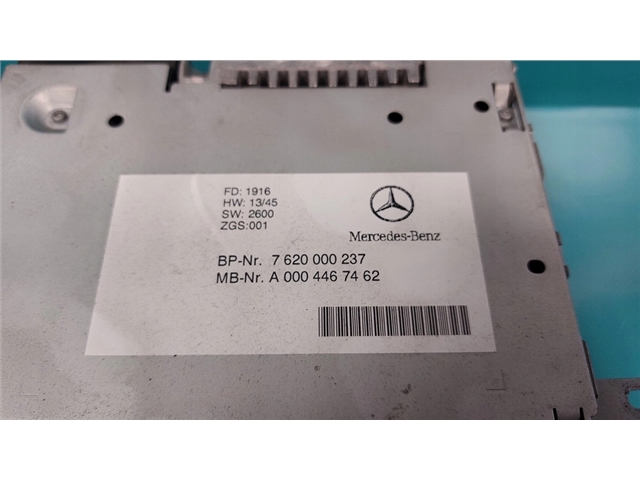 FD: 1916
HW: 13/45
SW: 2600
ZGS:001
Mercedes-Benz
BP-Nr. 7 620 000 237
MB-Nr. A 000 446 74 62